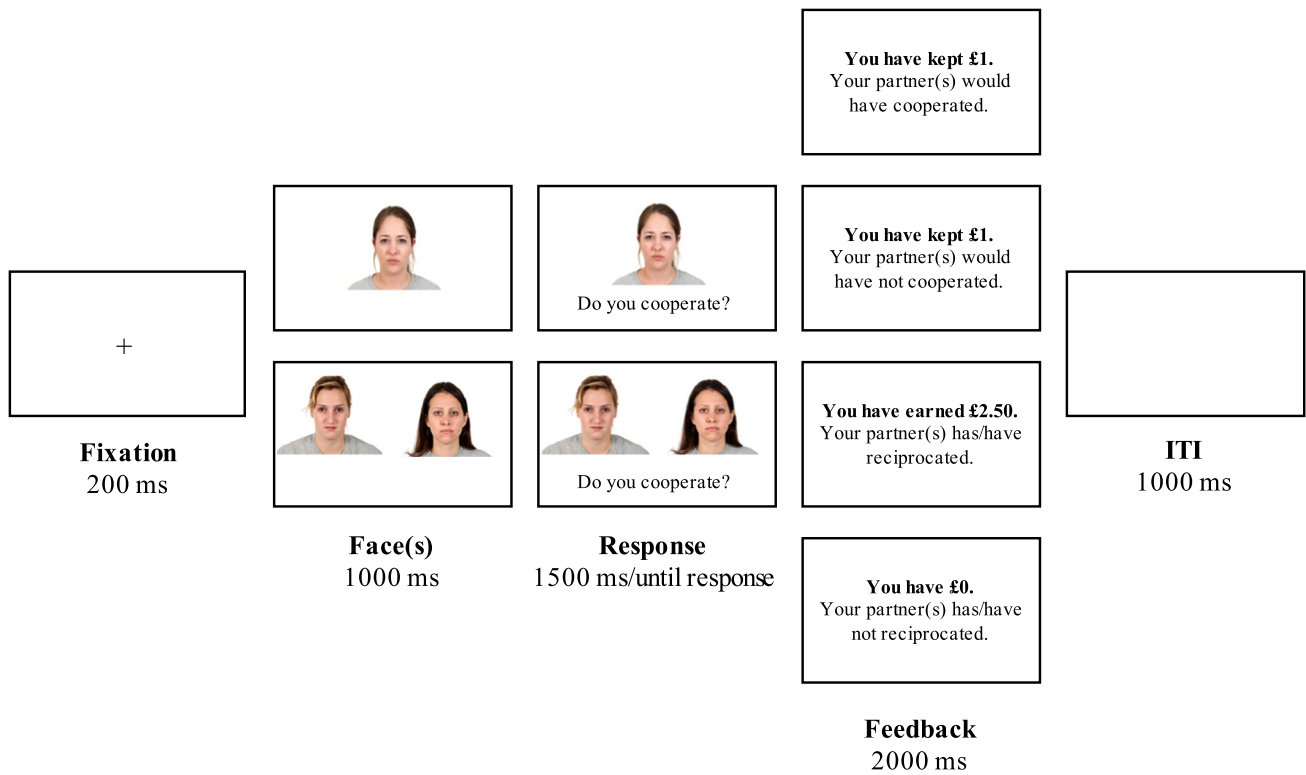 +
Fixation
200 ms
Face(s)
1000 ms
Do you cooperate?
Do you cooperate?
Response
1500 ms/until response
You have kept £1.
Your partner(s) would
have cooperated.
You have kept £1.
Your partner(s) would
have not cooperated.
You have earned £2.50.
Your partner(s) has/have
reciprocated.
You have £0.
Your partner(s) has/have
not reciprocated.
Feedback
2000 ms
ITI
1000 ms